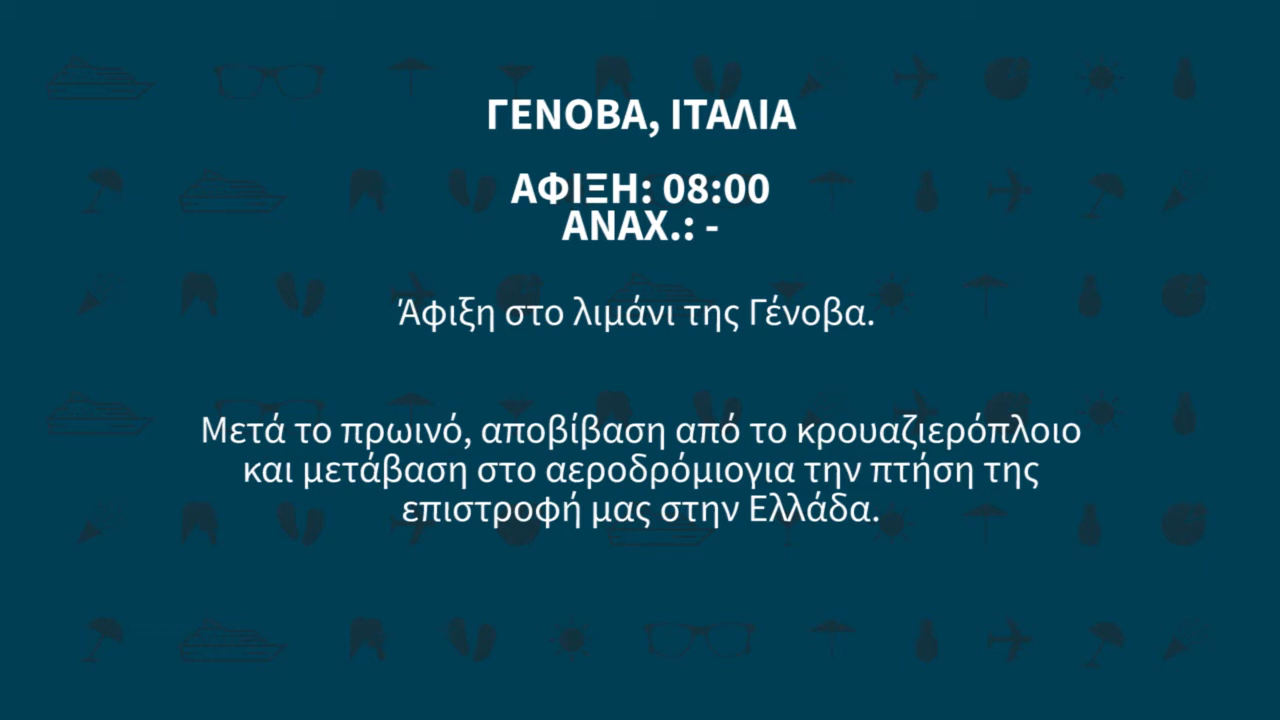 ΓΕΝΟΒΑ, ΙΤΑΛΙΑ
ΑΦΙΞΗ: 08:00
ΑΝΑΧ.: -
Άφιξη στο λιμάνι της Γένοβα.
Μετά το πρωινό, αποβίβαση από το κρουαζιερόπλοιο
και μετάβαση στο αεροδρόμιογια την πτήση της
επιστροφή μας στην Ελλάδα.